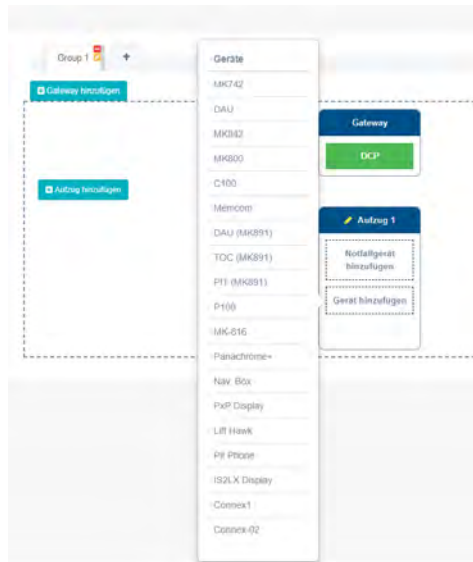 Group 1
+
Gateway hinzufügen
Aufzug hinzufügen
Geräte
MK742
DAU
MK842
MK800
C100
Memcom
DAU (MK891)
TOC (MK891)
PIT (MK891)
P100
MK-816
Panachrome+
Nav. Box
PxP Display
Lift Hawk
Pit Phone
IS2LX Display
Connex1
Connex-02
Gateway
DCP
Aufzug 1
Notfallgerät
hinzufügen
Gerät hinzufügen